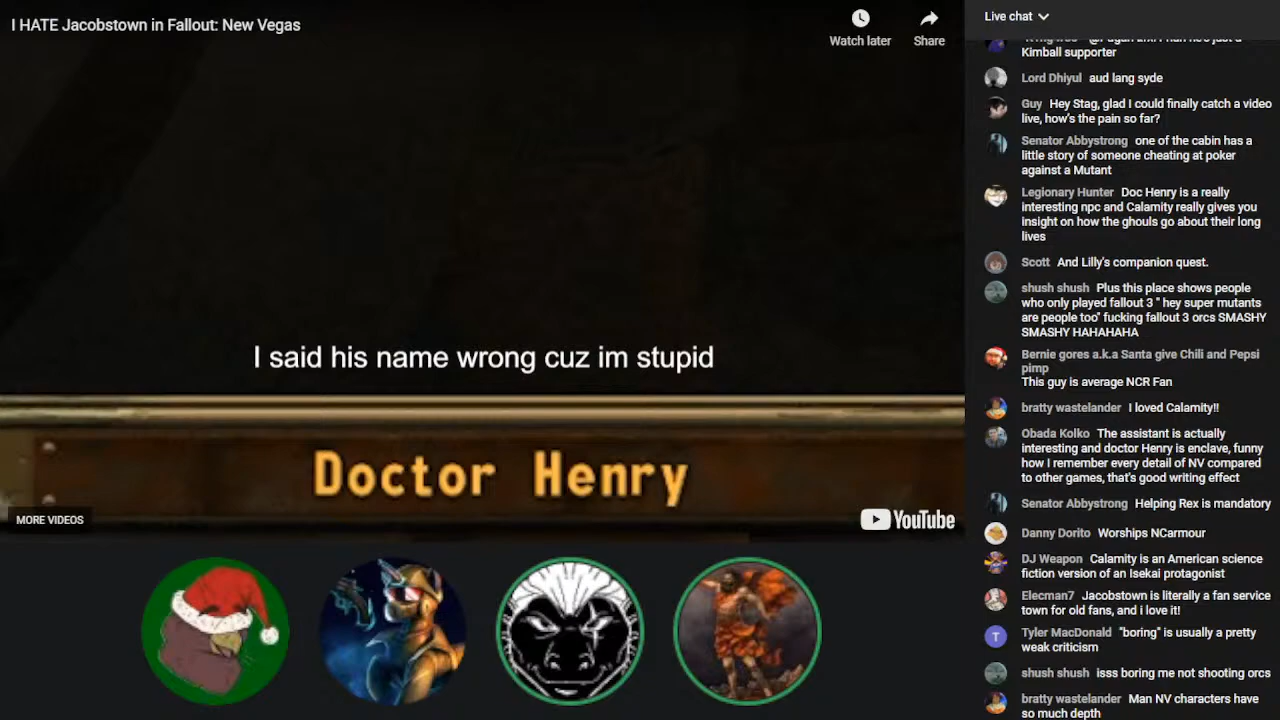 I HATE Jacobstown in Fallout: New Vegas
Watch later
Share
I said his name wrong cuz im stupid
Doctor Henry
MORE VIDEOS
YouTube
Live chat
Kimball supporter
Lord Dhiyul aud lang syde
Guy Hey Stag, glad I could finally catch a video
live, how's the pain so far?
Senator Abbystrong one of the cabin has a
little story of someone cheating at poker
against a Mutant
Legionary Hunter Doc Henry is a really
interesting npc and Calamity really gives you
insight on how the ghouls go about their long
lives
Scott And Lilly's companion quest.
shush shush Plus this place shows people
who only played fallout 3 " hey super mutants
are people too" fucking fallout 3 orcs SMASHY
SMASHY HAHAHAHA
Bernie gores a.k.a Santa give Chili and Pepsi
pimp
This guy is average NCR Fan
bratty wastelander I loved Calamity!!
Obada Kolko The assistant is actually
interesting and doctor Henry is enclave, funny
how I remember every detail of NV compared
to other games, that's good writing effect
Senator Abbystrong Helping Rex is mandatory
Danny Dorito Worships NCarmour
DJ Weapon Calamity is an American science
fiction version of an Isekai protagonist
Elecman7 Jacobstown is literally a fan service
town for old fans, and i love it!
T
Tyler MacDonald "boring" is usually a pretty
weak criticism
shush shush isss boring me not shooting orcs
bratty wastelander Man NV characters have
so much depth